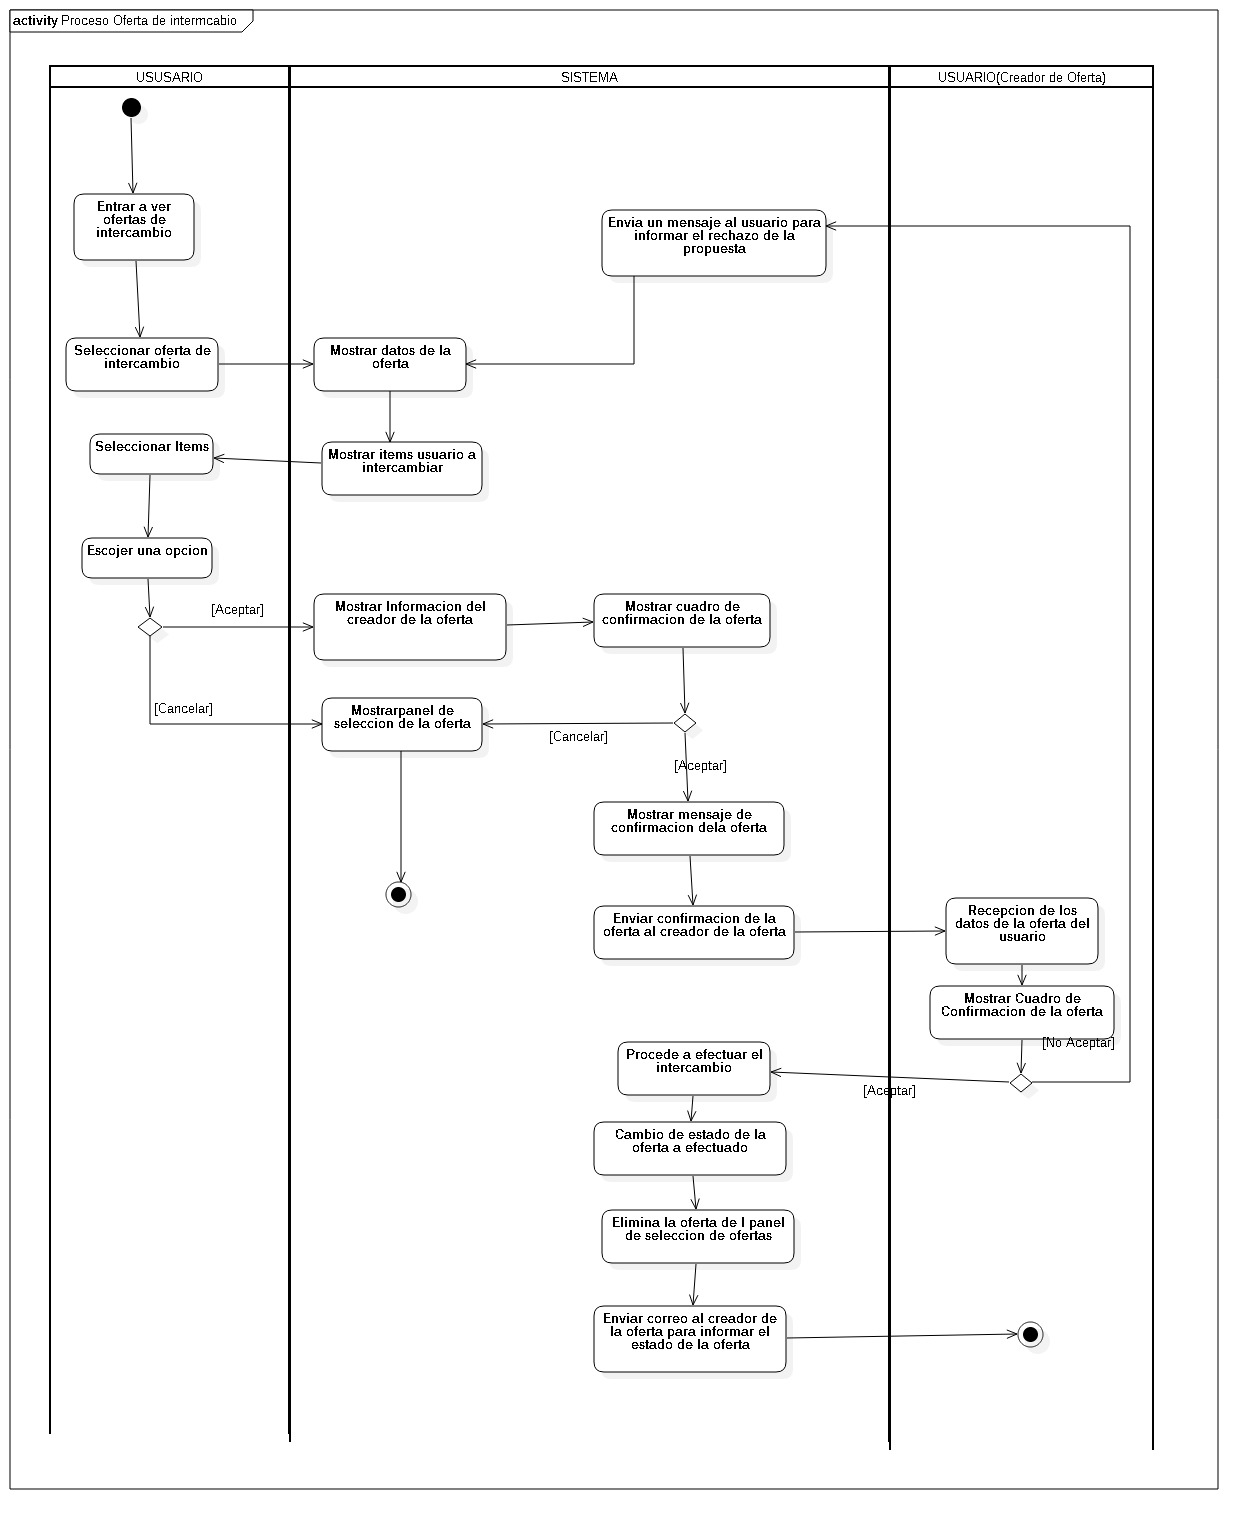 activity Proceso Oferta de intermcabio
USUSARIO
SISTEMA
USUARIO(Creador de Oferta)
Entrar a ver
ofertas de
intercambio
Envia un mensaje al usuario para
informar el rechazo de la
propuesta
Seleccionar oferta de
intercambio
Mostrar datos de la
oferta
Seleccionar Items
Mostrar items usuario a
intercambiar
Escojer una opcion
[Aceptar]
Mostrar Informacion del
creador de la oferta
Mostrar cuadro de
confirmacion de la oferta
[Cancelar]
Mostrarpanel de
seleccion de la oferta
[Cancelar]
[Aceptar]
Mostrar mensaje de
confirmacion dela oferta
Enviar confirmacion de la
oferta al creador de la oferta
Recepcion de los
datos de la oferta del
usuario
Mostrar Cuadro de
Confirmacion de la oferta
[No Aceptar]
Procede a efectuar el
intercambio
[Aceptar]
Cambio de estado de la
oferta a efectuado
Elimina la oferta de l panel
de seleccion de ofertas
Enviar correo al creador de
la oferta para informar el
estado de la oferta